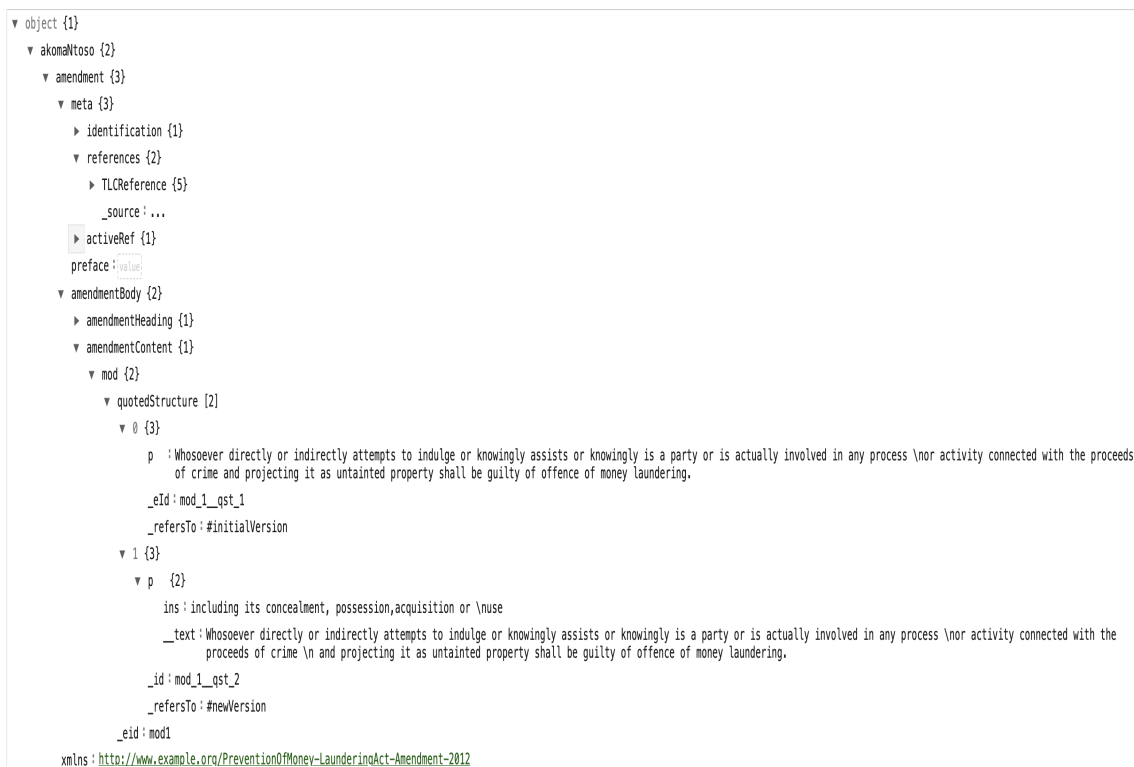 object {1}
akomaNtoso {2}
amendment {3}
meta {3}
identification {1}
references {2}
TLCReference {5}
_source : ...
activeRef {1}
preface : value
amendmentBody {2}
amendmentHeading {1}
amendmentContent {1}
mod {2}
quotedStructure [2]
0 {3}
p : Whosoever directly or indirectly attempts to indulge or knowingly assists or knowingly is a party or is actually involved in any process \nor activity connected with the proceeds
of crime and projecting it as untainted property shall be guilty of offence of money laundering.
_eId : mod_1__qst_1
_refersTo : #initialVersion
1 {3}
p {2}
ins : including its concealment, possession,acquisition or \nuse
__text : Whosoever directly or indirectly attempts to indulge or knowingly assists or knowingly is a party or is actually involved in any process \nor activity connected with the
proceeds of crime \n and projecting it as untainted property shall be guilty of offence of money laundering.
_id : mod_1__qst_2
_refersTo : #newVersion
_eid : mod1
xmlns : http://www.example.org/PreventionOfMoney-LaunderingAct-Amendment-2012